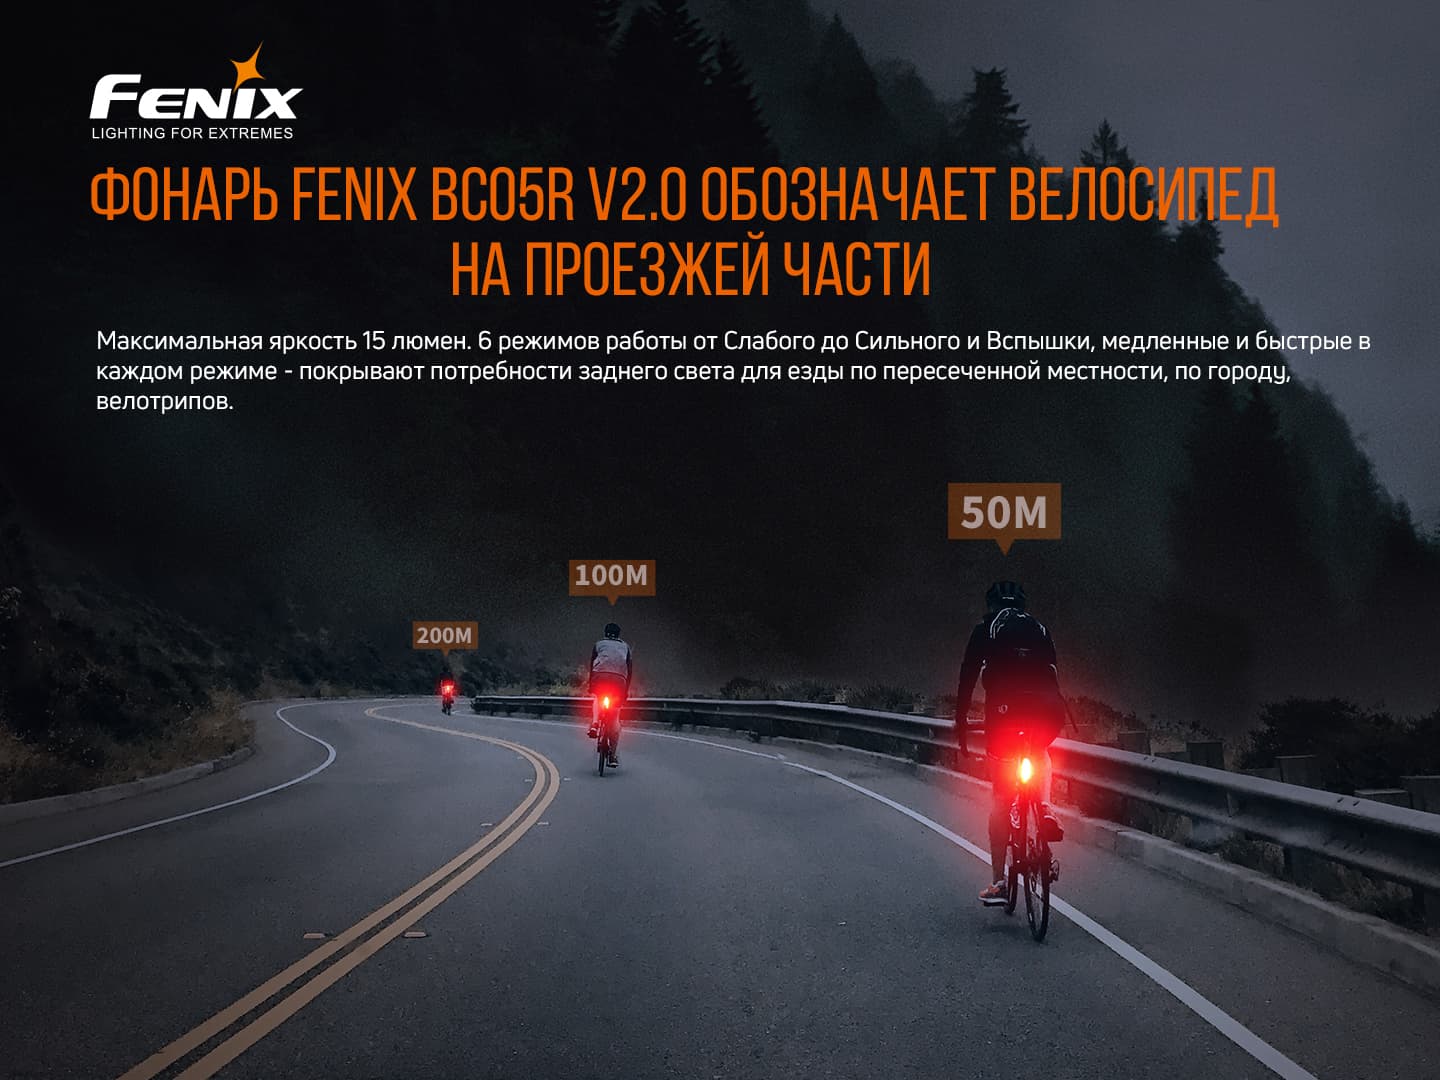 FENIX
LIGHTING FOR EXTREMES
ФОНАРЬ FENIX BC05R V2.0 ОБОЗНАЧАЕТ ВЕЛОСИПЕД
НА ПРОЕЗЖЕЙ ЧАСТИ
Максимальная яркость 15 люмен. 6 режимов работы от Слабого до Сильного и Вспышки, медленные и быстрые в
каждом режиме - покрывают потребности заднего света для езды по пересеченной местности, по городу,
велотрипов.
50M
100M
200M